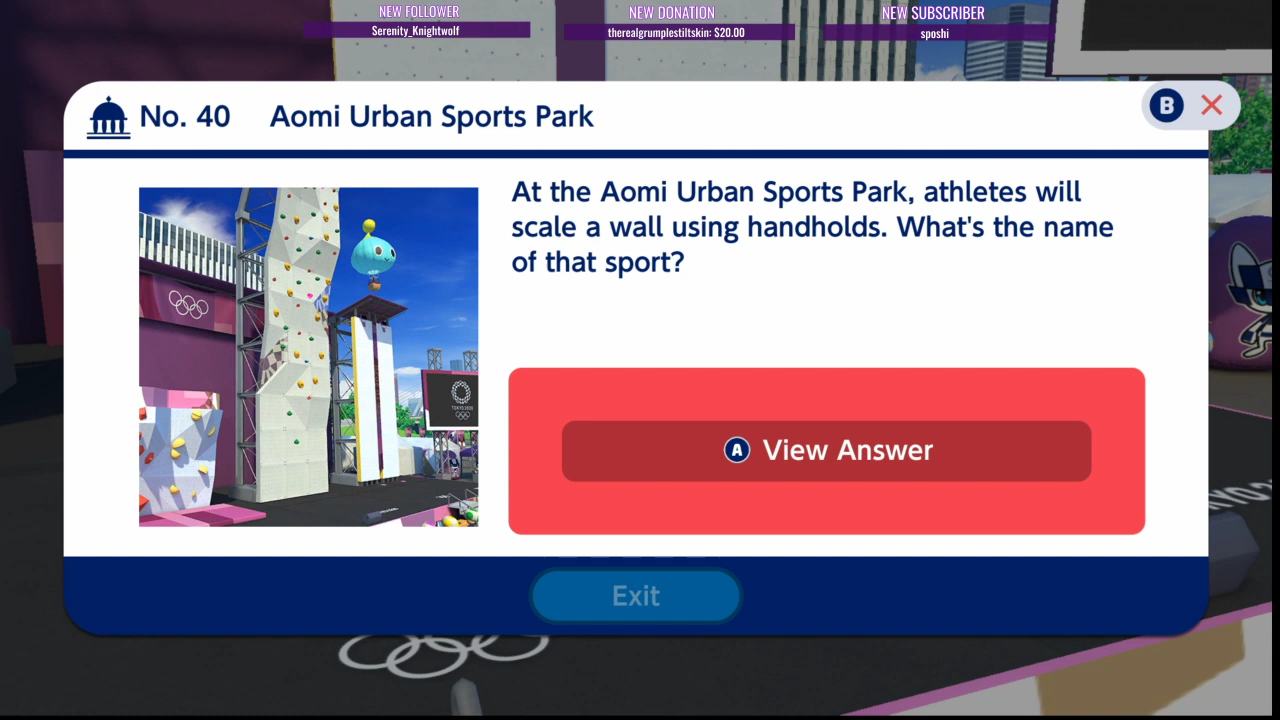 NEW FOLLOWER
Serenity_Knightwolf
NEW DONATION
therealgrumplestiltskin: $20.00
NEW SUBSCRIBER
sposhi
No. 40 Aomi Urban Sports Park
B
At the Aomi Urban Sports Park, athletes will
scale a wall using handholds. What's the name
of that sport?
TOKYO 2020
A View Answer
Exit